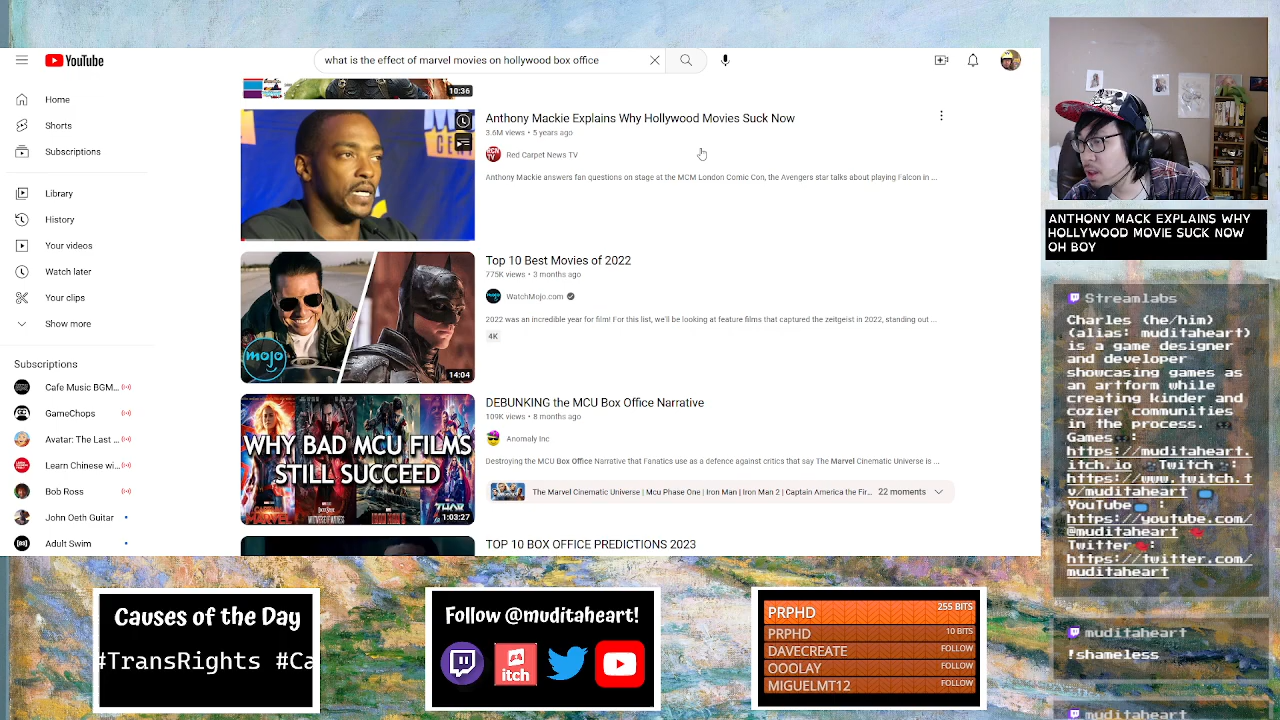 YouTube
what is the effect of marvel movies on hollywood box office
Home
Shorts
Subscriptions
Library
History
Your videos
Watch later
Your clips
Show more
Subscriptions
Cafe Music BGM...
GameChops
Avatar: The Last ...
Learn Chinese wi...
Bob Ross
John Oeth Guitar
Adult Swim
10:36
Anthony Mackie Explains Why Hollywood Movies Suck Now
3.6M views • 5 years ago
Red Carpet News TV
Anthony Mackie answers fan questions on stage at the MCM London Comic Con, the Avengers star talks about playing Falcon in ...
mojo
14:04
Top 10 Best Movies of 2022
775K views • 3 months ago
WatchMojo.com
2022 was an incredible year for film! For this list, we'll be looking at feature films that captured the zeitgeist in 2022, standing out ...
4K
WHY BAD MCU FILMS
STILL SUCCEED
1:03:27
DEBUNKING the MCU Box Office Narrative
109K views • 8 months ago
Anomaly Inc
Destroying the MCU Box Office Narrative that Fanatics use as a defence against critics that say The Marvel Cinematic Universe is ...
The Marvel Cinematic Universe | Mcu Phase One | Iron Man | Iron Man 2 | Captain America the Fir...
22 moments
TOP 10 BOX OFFICE PREDICTIONS 2023
ANTHONY MACK EXPLAINS WHY
HOLLYWOOD MOVIE SUCK NOW
OH BOY
Streamlabs
Charles (he/him)
(alias: muditaheart)
is a game designer
and developer
showcasing games as
an artform while
creating kinder and
cozier communities
in the process.
Games:
https://muditaheart.
itch.io Twitch:
https://www.twitch.t
v/muditaheart
YouTube:
https://youtube.com/
@muditaheart
Twitter:
https://twitter.com/
muditaheart
muditaheart
!shameless
muditaheart
Causes of the Day
#TransRights #Ca
Follow @muditaheart!
itch
PRPHD 255 BITS
PRPHD 10 BITS
DAVECREATE FOLLOW
OOOLAY FOLLOW
MIGUELMT12 FOLLOW